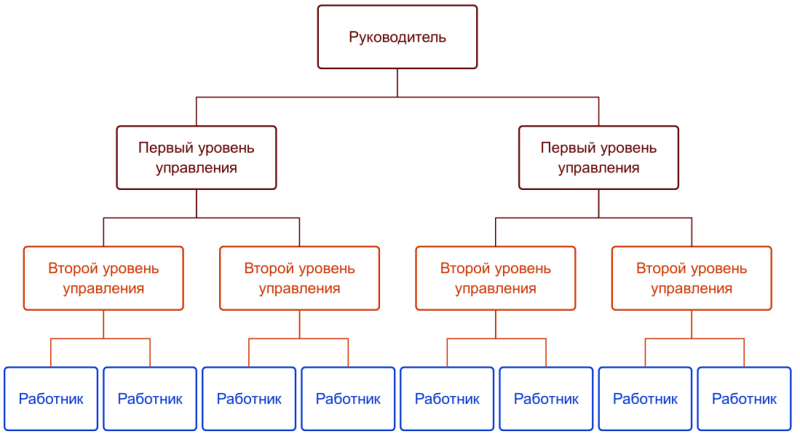 Руководитель
Первый уровень
управления
Первый уровень
управления
Второй уровень
управления
Второй уровень
управления
Второй уровень
управления
Второй уровень
управления
Работник
Работник
Работник
Работник
Работник
Работник
Работник
Работник